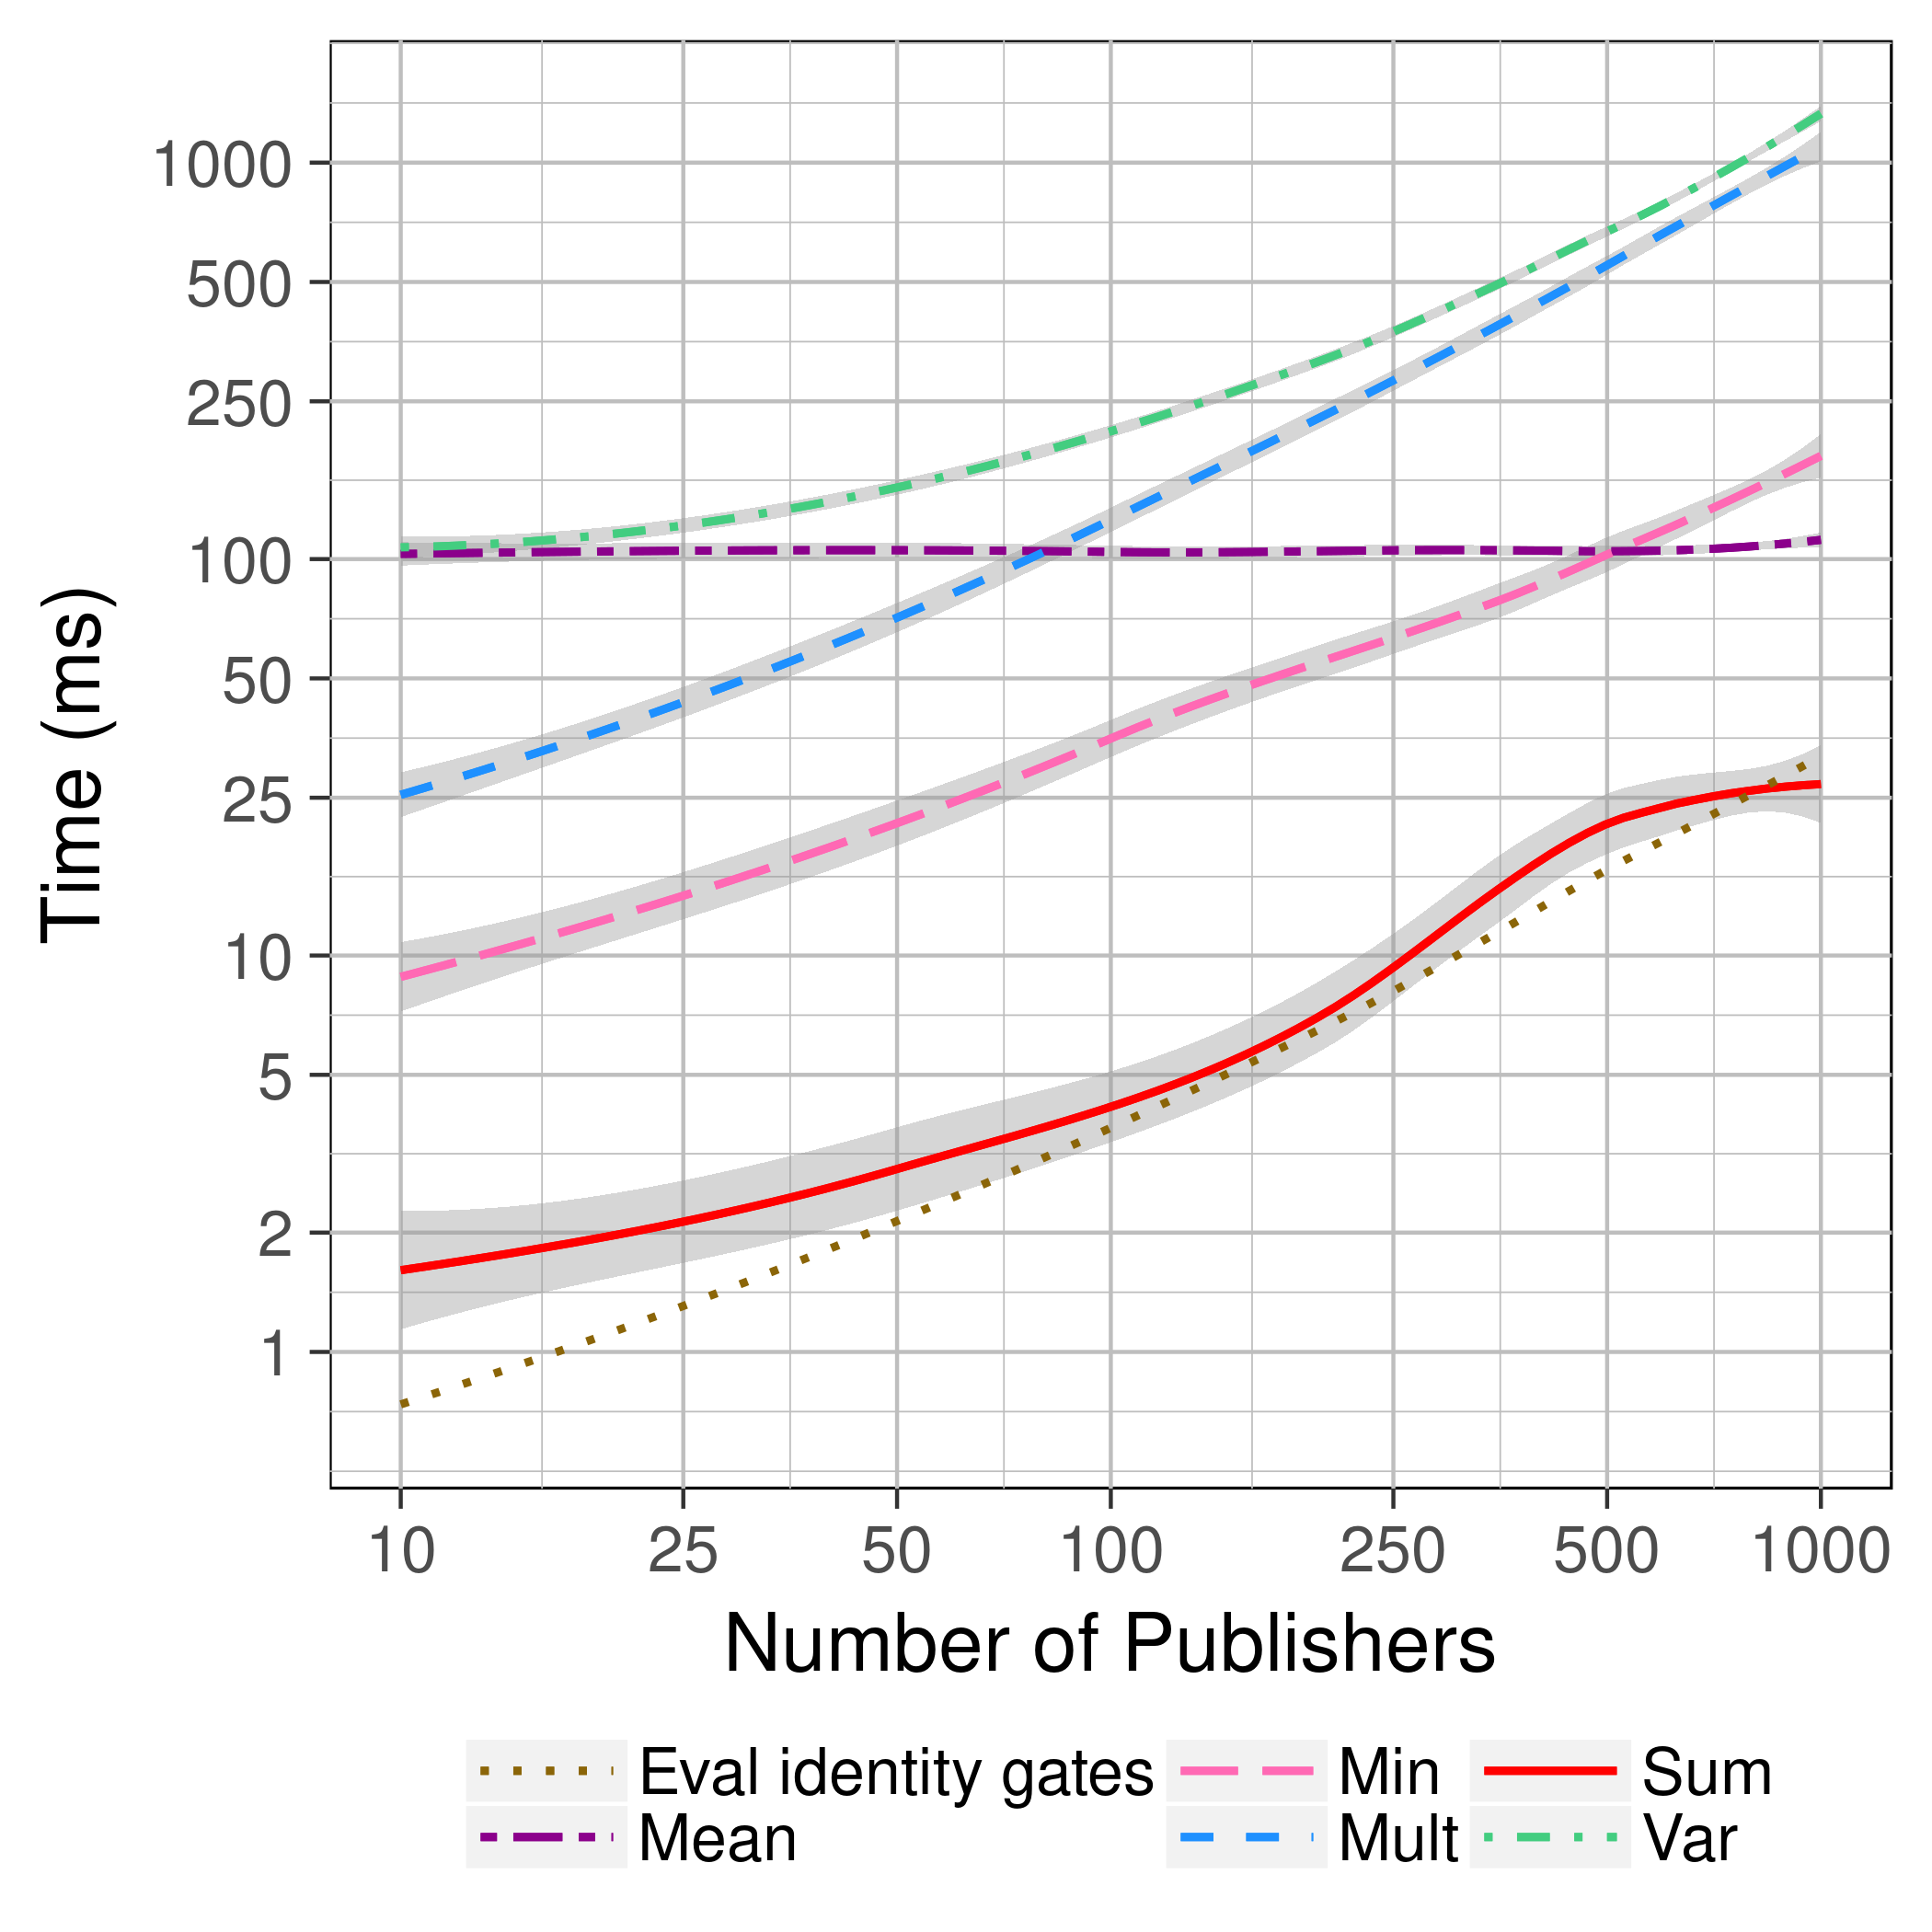 Time (ms)
1000
500
250
100
50
25
10
5
2
1
10 25 50 100 250 500 1000
Number of Publishers
Eval identity gates Min Sum
Mean Mult Var